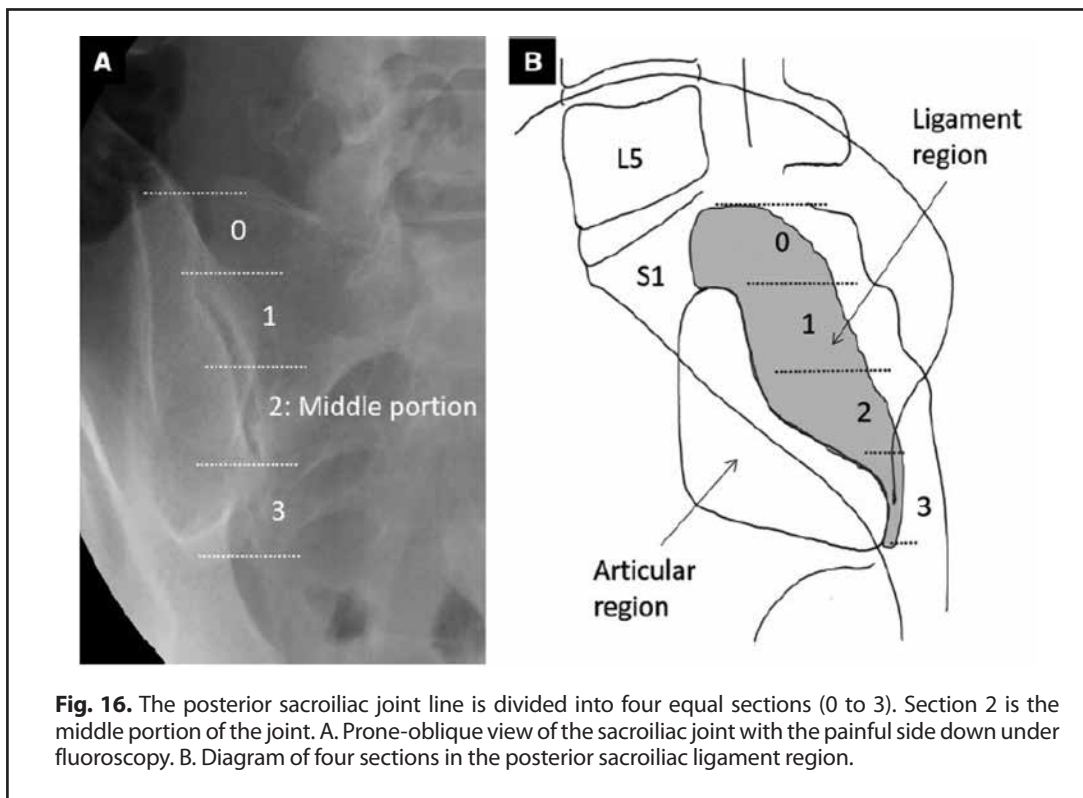 A
0
1
2: Middle portion
3
B
Ligament
region
L5
S1
0
1
2
3
Articular
region
Fig. 16. The posterior sacroiliac joint line is divided into four equal sections (0 to 3). Section 2 is the
middle portion of the joint. A. Prone-oblique view of the sacroiliac joint with the painful side down under
fluoroscopy. B. Diagram of four sections in the posterior sacroiliac ligament region.